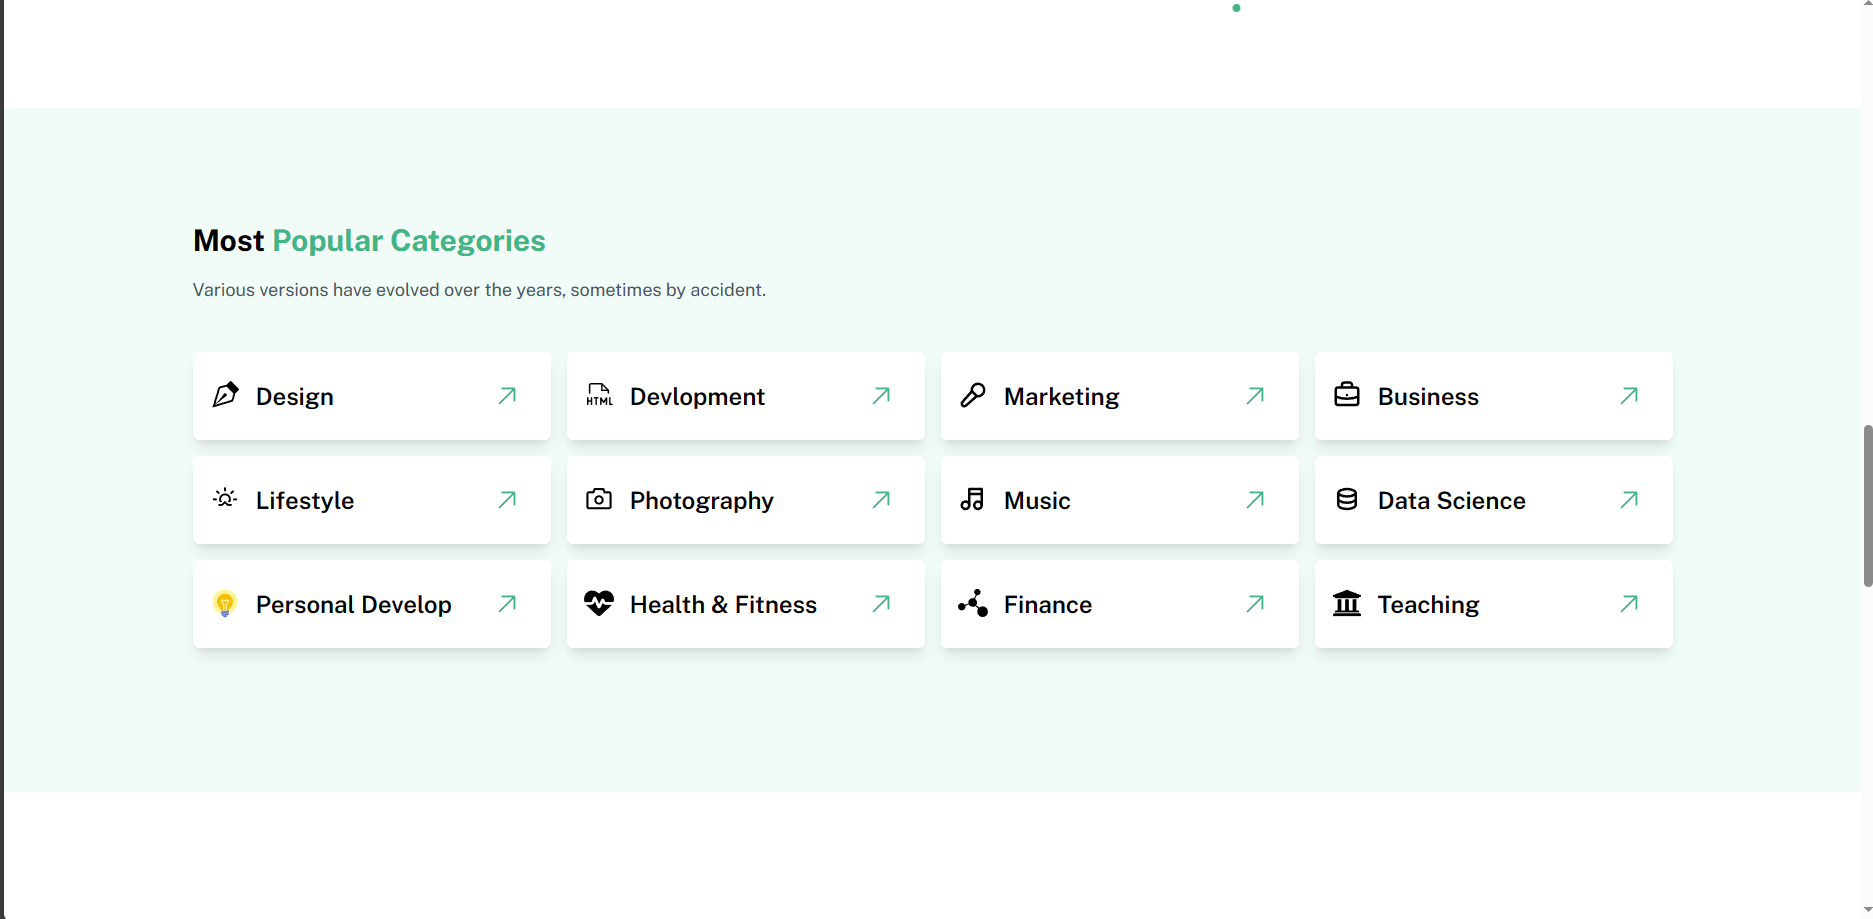 Most Popular Categories
Various versions have evolved over the years, sometimes by accident.
Design
HTML
Devlopment
Marketing
Business
Lifestyle
Photography
Music
Data Science
Personal Develop
Health & Fitness
Finance
Teaching